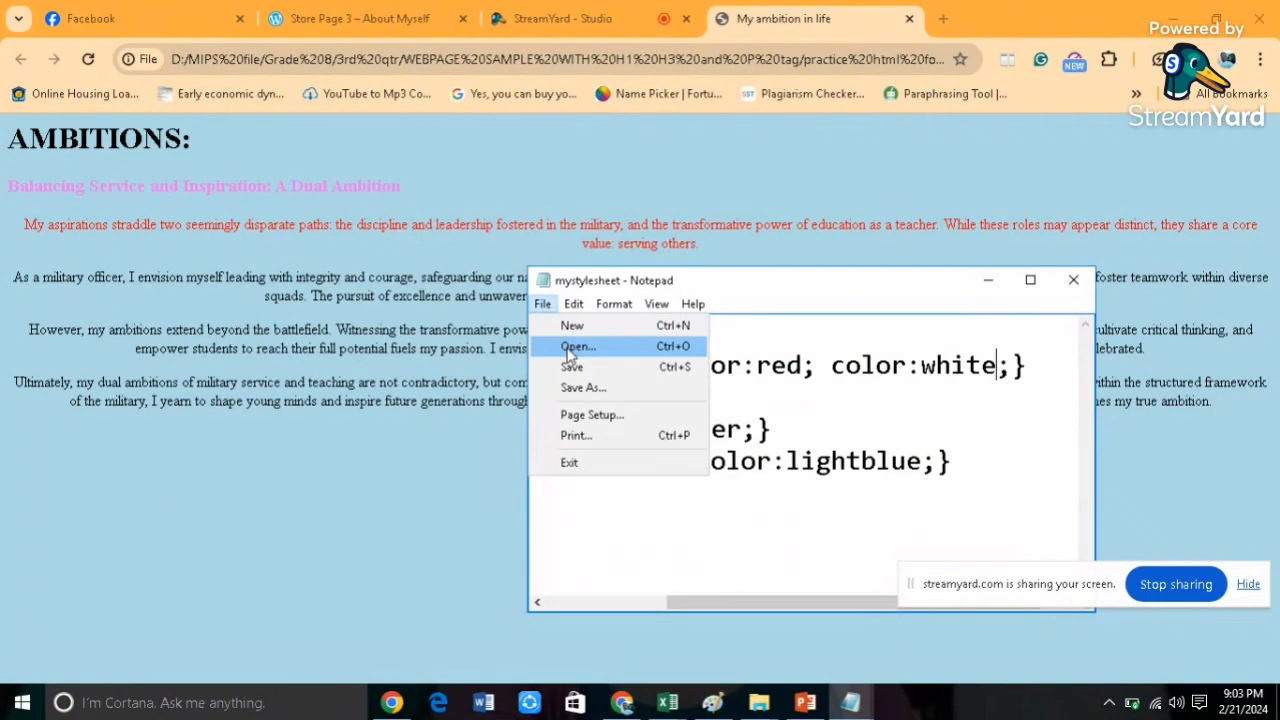 Facebook
Store Page 3 – About Myself
StreamYard - Studio
My ambition in life
Powered by
StreamYard
File
D:/MIPS%20file/Grade%208/3rd%20qtr/WEBPAGE%20SAMPLE%20WITH%20H1%20H3%20and%20P%20tag/practice%20html%20fo...
NEW
Online Housing Loa...
Early economic dyn...
YouTube to Mp3 Co...
Yes, you can buy yo...
Name Picker | Fortu...
SST
Plagiarism Checker...
Paraphrasing Tool |...
»
All Bookmarks
AMBITIONS:
Balancing Service and Inspiration: A Dual Ambition
My aspirations straddle two seemingly disparate paths: the discipline and leadership fostered in the military, and the transformative power of education as a teacher. While these roles may appear distinct, they share a core
value: serving others.
As a military officer, I envision myself leading with integrity and courage, safeguarding our
foster teamwork within diverse
squads. The pursuit of excellence and
However, my ambitions extend beyond the battlefield. Witnessing the transformative
cultivate critical thinking, and
empower students to reach their full potential fuels my passion. I
Ultimately, my dual ambitions of military service and teaching are not contradictory, but
within the structured framework
of the military, I yearn to shape young minds and inspire future generations
my true ambition.
mystylesheet - Notepad
File Edit Format View Help
New Ctrl+N
Open... Ctrl+O
Save Ctrl+S
Save As...
Page Setup...
Print... Ctrl+P
Exit
or:red; color:white;}
er;}
olor:lightblue;}
streamyard.com is sharing your screen.
Stop sharing
Hide
I'm Cortana. Ask me anything.
9:03 PM
2/21/2024